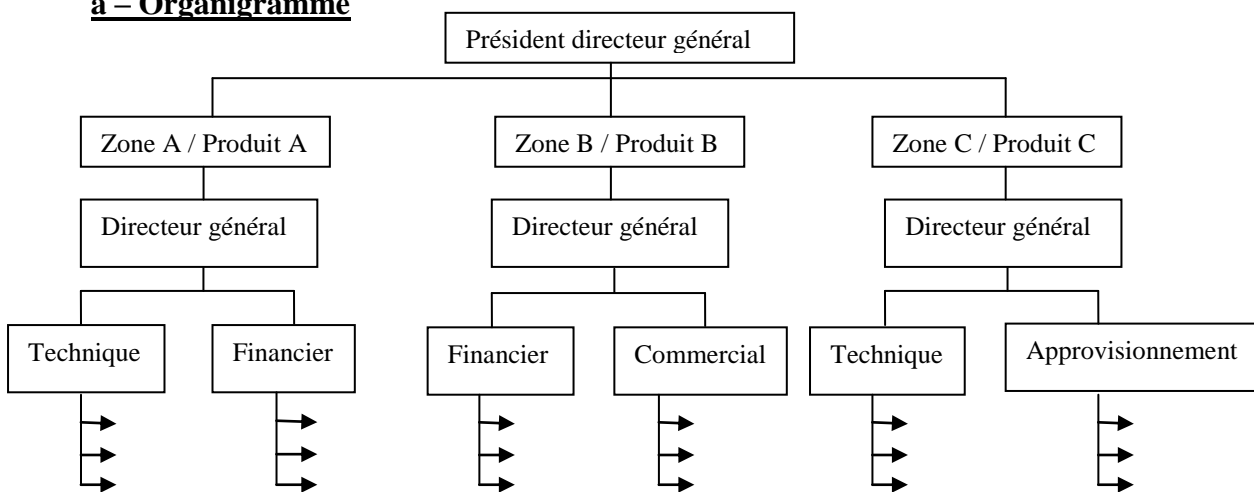 a – Organigramme
Président directeur général
Zone A / Produit A
Zone B / Produit B
Zone C / Produit C
Directeur général
Directeur général
Directeur général
Technique
Financier
Financier
Commercial
Technique
Approvisionnement